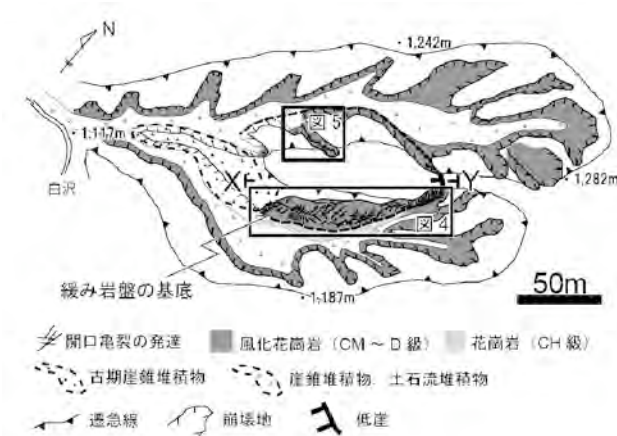 N
・1,242m
図 5
・1,117m
白沢
X
Y
・1,282m
図 4
緩み岩盤の基底
・1,187m
50m
開口亀裂の発達
風化花崗岩（CM～D級）
花崗岩（CH級）
古期崖錐堆積物
崖錐堆積物 土石流堆積物
遷急線
崩壊地
低崖